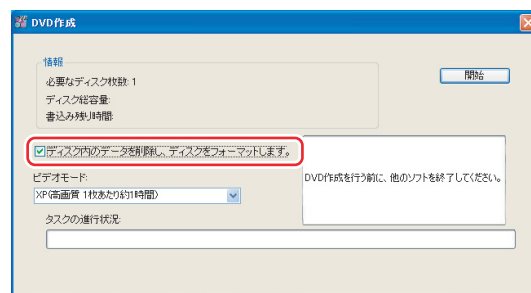 DVD作成
情報
必要なディスク枚数: 1
ディスク総容量:
書込み残り時間:
開始
ディスク内のデータを削除し、ディスクをフォーマットします。
ビデオモード:
XP(高画質 1枚あたり約1時間)
DVD作成を行う前に、他のソフトを終了してください。
タスクの進行状況: